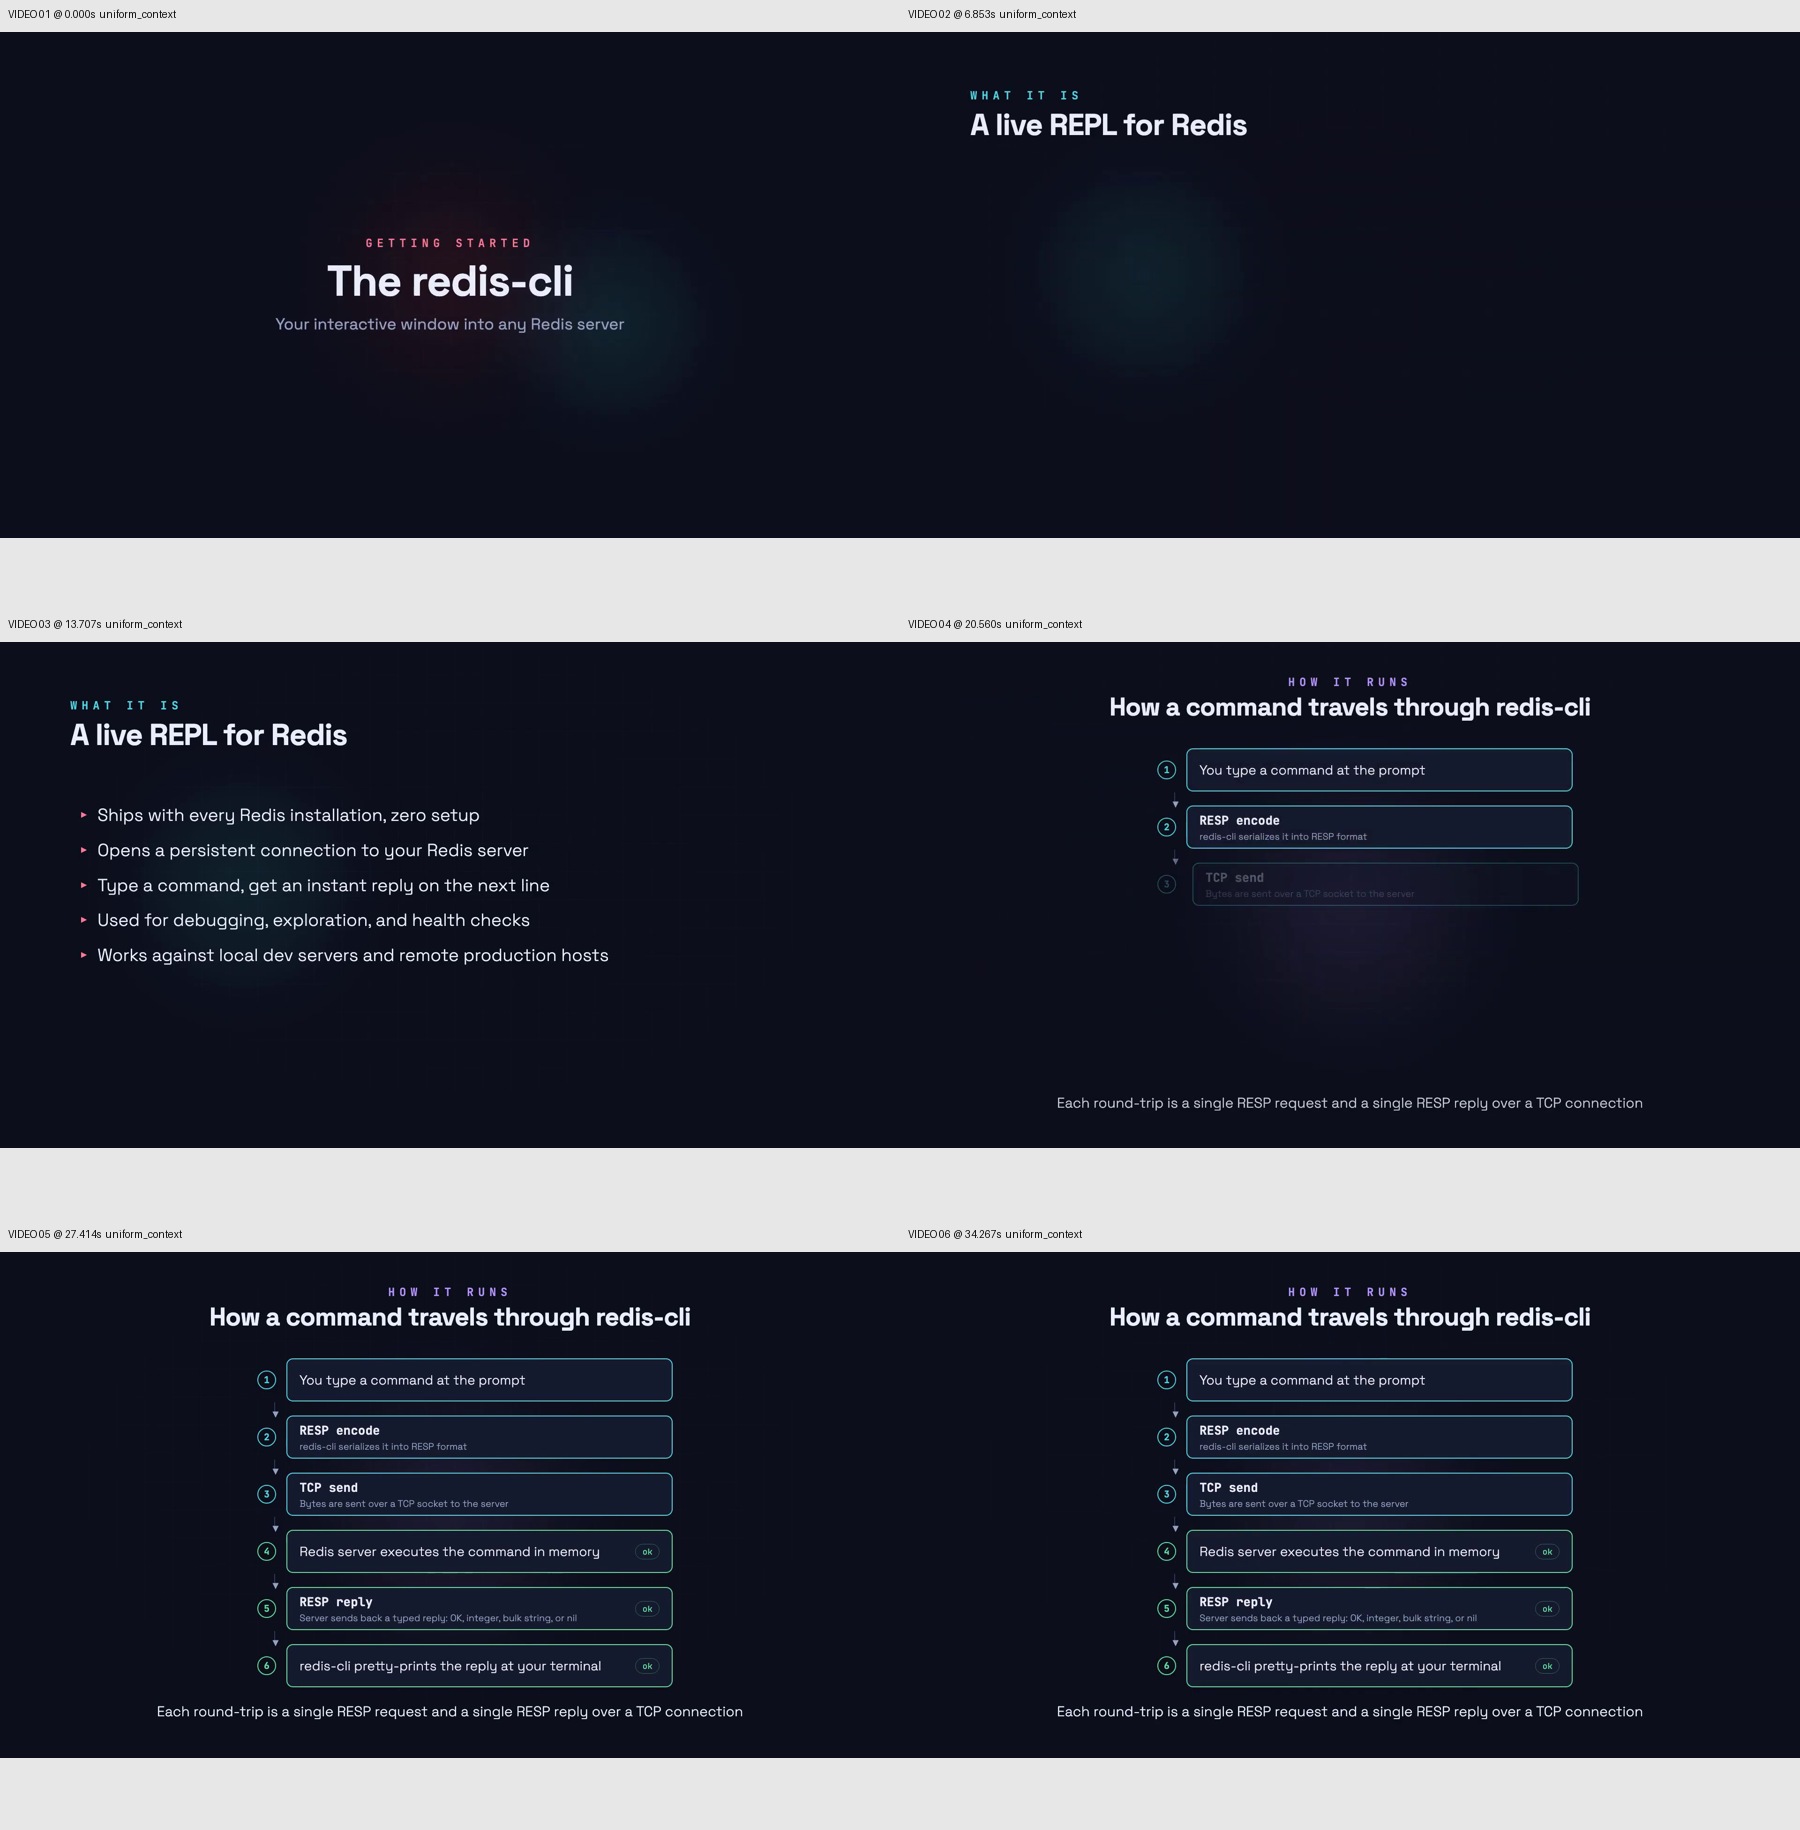 VIDEO01 @ 0.000s uniform_context
GETTING STARTED
The redis-cli
Your interactive window into any Redis server
VIDEO02 @ 6.853s uniform_context
WHAT IT IS
A live REPL for Redis
VIDEO03 @ 13.707s uniform_context
WHAT IT IS
A live REPL for Redis
▸ Ships with every Redis installation, zero setup
▸ Opens a persistent connection to your Redis server
▸ Type a command, get an instant reply on the next line
▸ Used for debugging, exploration, and health checks
▸ Works against local dev servers and remote production hosts
VIDEO04 @ 20.560s uniform_context
HOW IT RUNS
How a command travels through redis-cli
1 You type a command at the prompt
2 RESP encode
redis-cli serializes it into RESP format
3 TCP send
Bytes are sent over a TCP socket to the server
Each round-trip is a single RESP request and a single RESP reply over a TCP connection
VIDEO05 @ 27.414s uniform_context
HOW IT RUNS
How a command travels through redis-cli
1 You type a command at the prompt
2 RESP encode
redis-cli serializes it into RESP format
3 TCP send
Bytes are sent over a TCP socket to the server
4 Redis server executes the command in memory ok
5 RESP reply ok
Server sends back a typed reply: OK, integer, bulk string, or nil
6 redis-cli pretty-prints the reply at your terminal ok
Each round-trip is a single RESP request and a single RESP reply over a TCP connection
VIDEO06 @ 34.267s uniform_context
HOW IT RUNS
How a command travels through redis-cli
1 You type a command at the prompt
2 RESP encode
redis-cli serializes it into RESP format
3 TCP send
Bytes are sent over a TCP socket to the server
4 Redis server executes the command in memory ok
5 RESP reply ok
Server sends back a typed reply: OK, integer, bulk string, or nil
6 redis-cli pretty-prints the reply at your terminal ok
Each round-trip is a single RESP request and a single RESP reply over a TCP connection